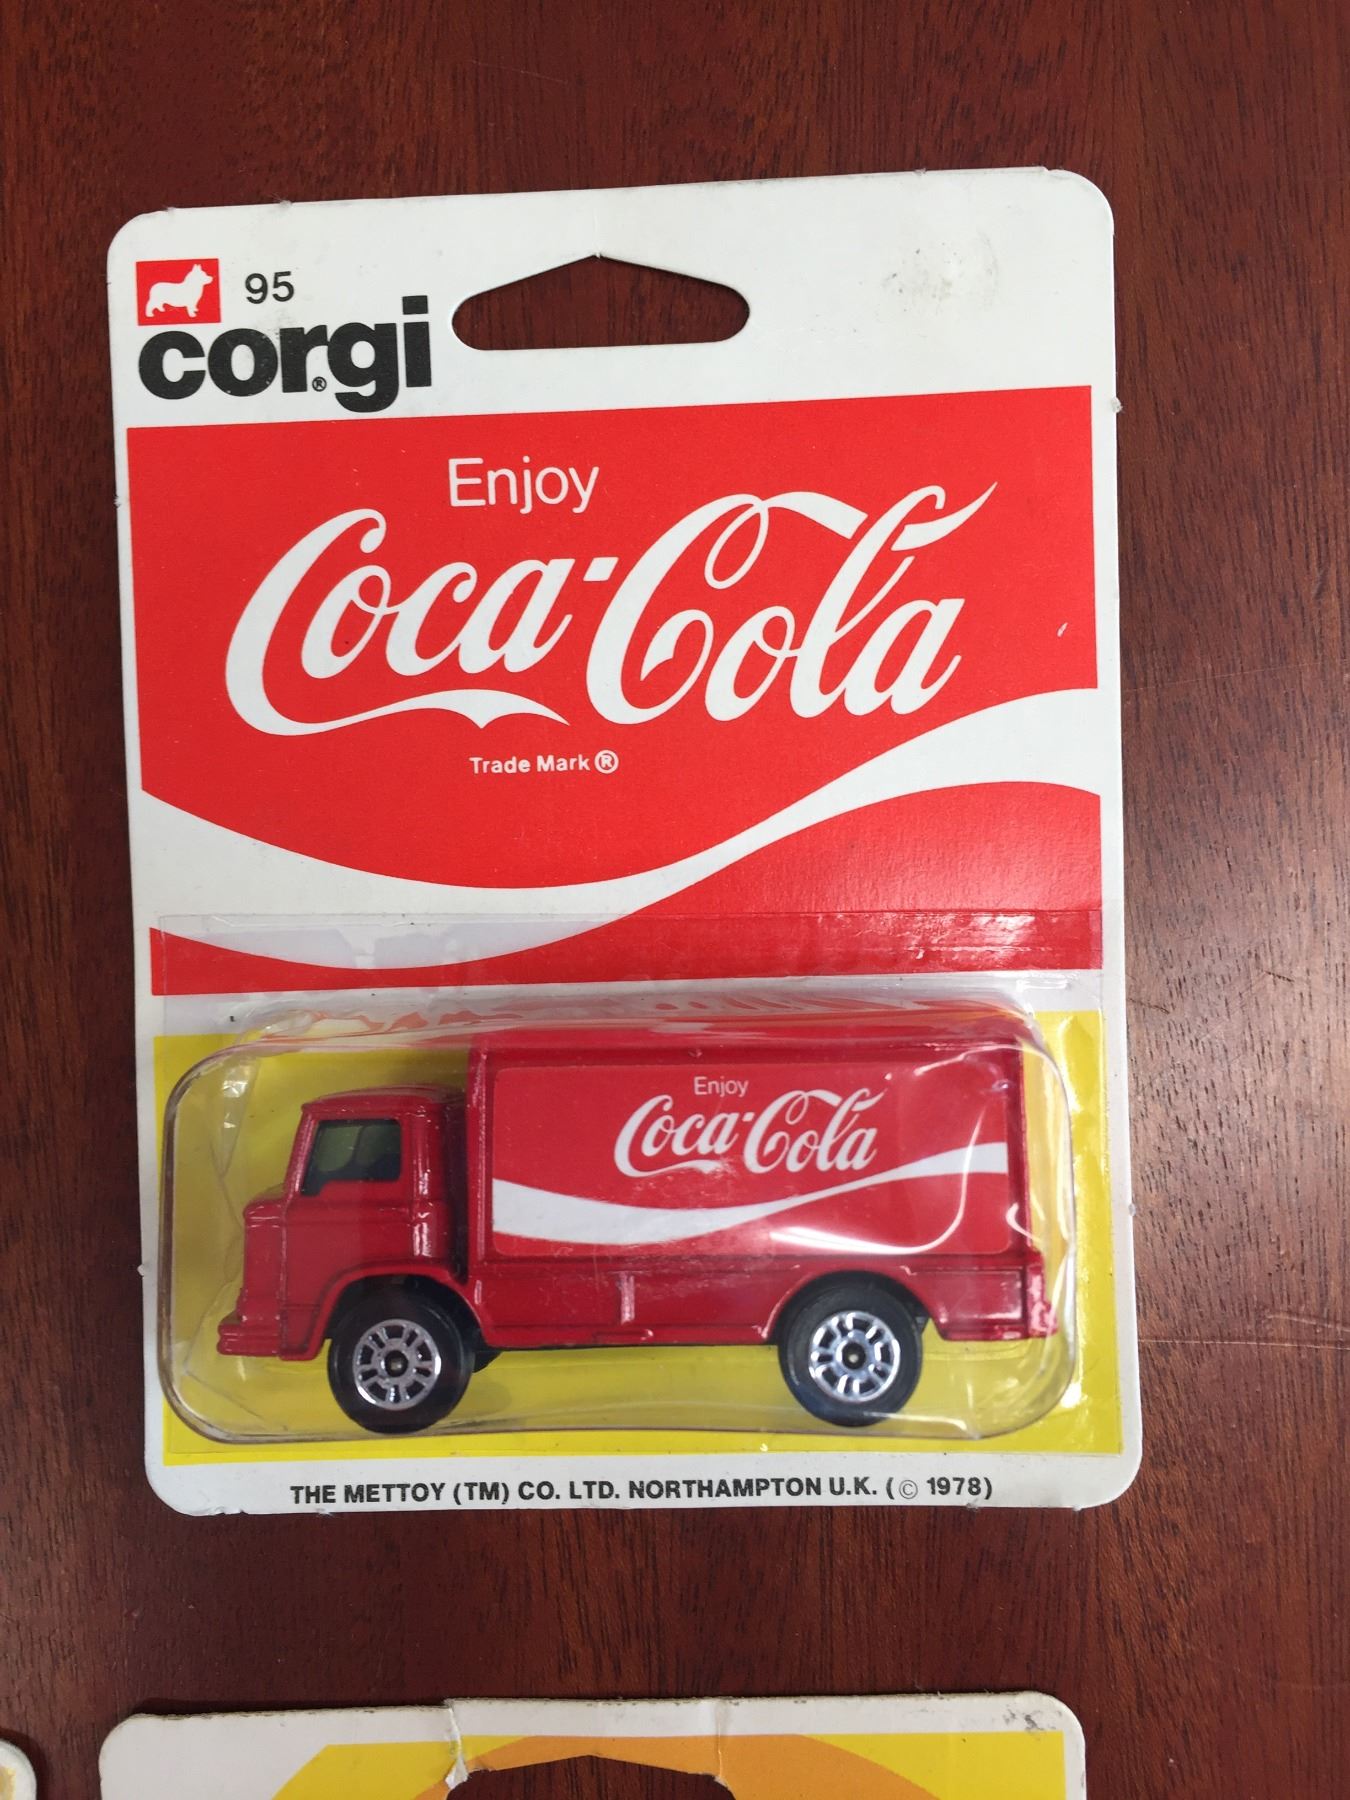 95
corgi®
Enjoy
Coca-Cola
Trade Mark ®
Enjoy
Coca-Cola
THE METTOY (TM) CO. LTD. NORTHAMPTON U.K. (© 1978)